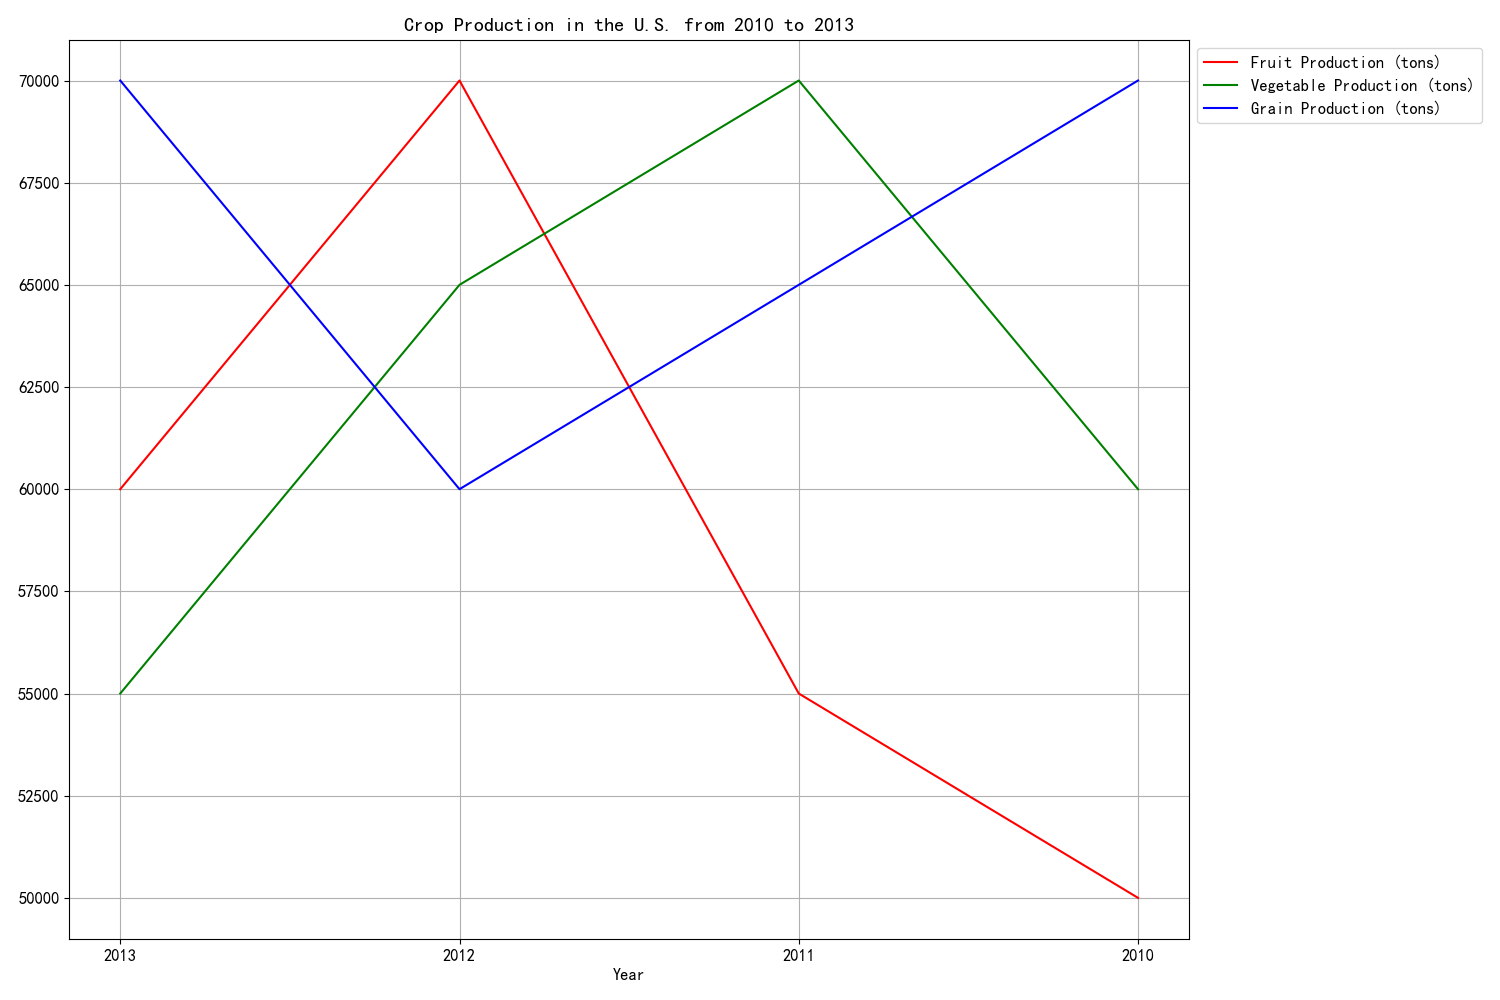 Crop Production in the U.S. from 2010 to 2013
Fruit Production (tons)
Vegetable Production (tons)
Grain Production (tons)
70000
67500
65000
62500
60000
57500
55000
52500
50000
2013 2012 2011 2010
Year